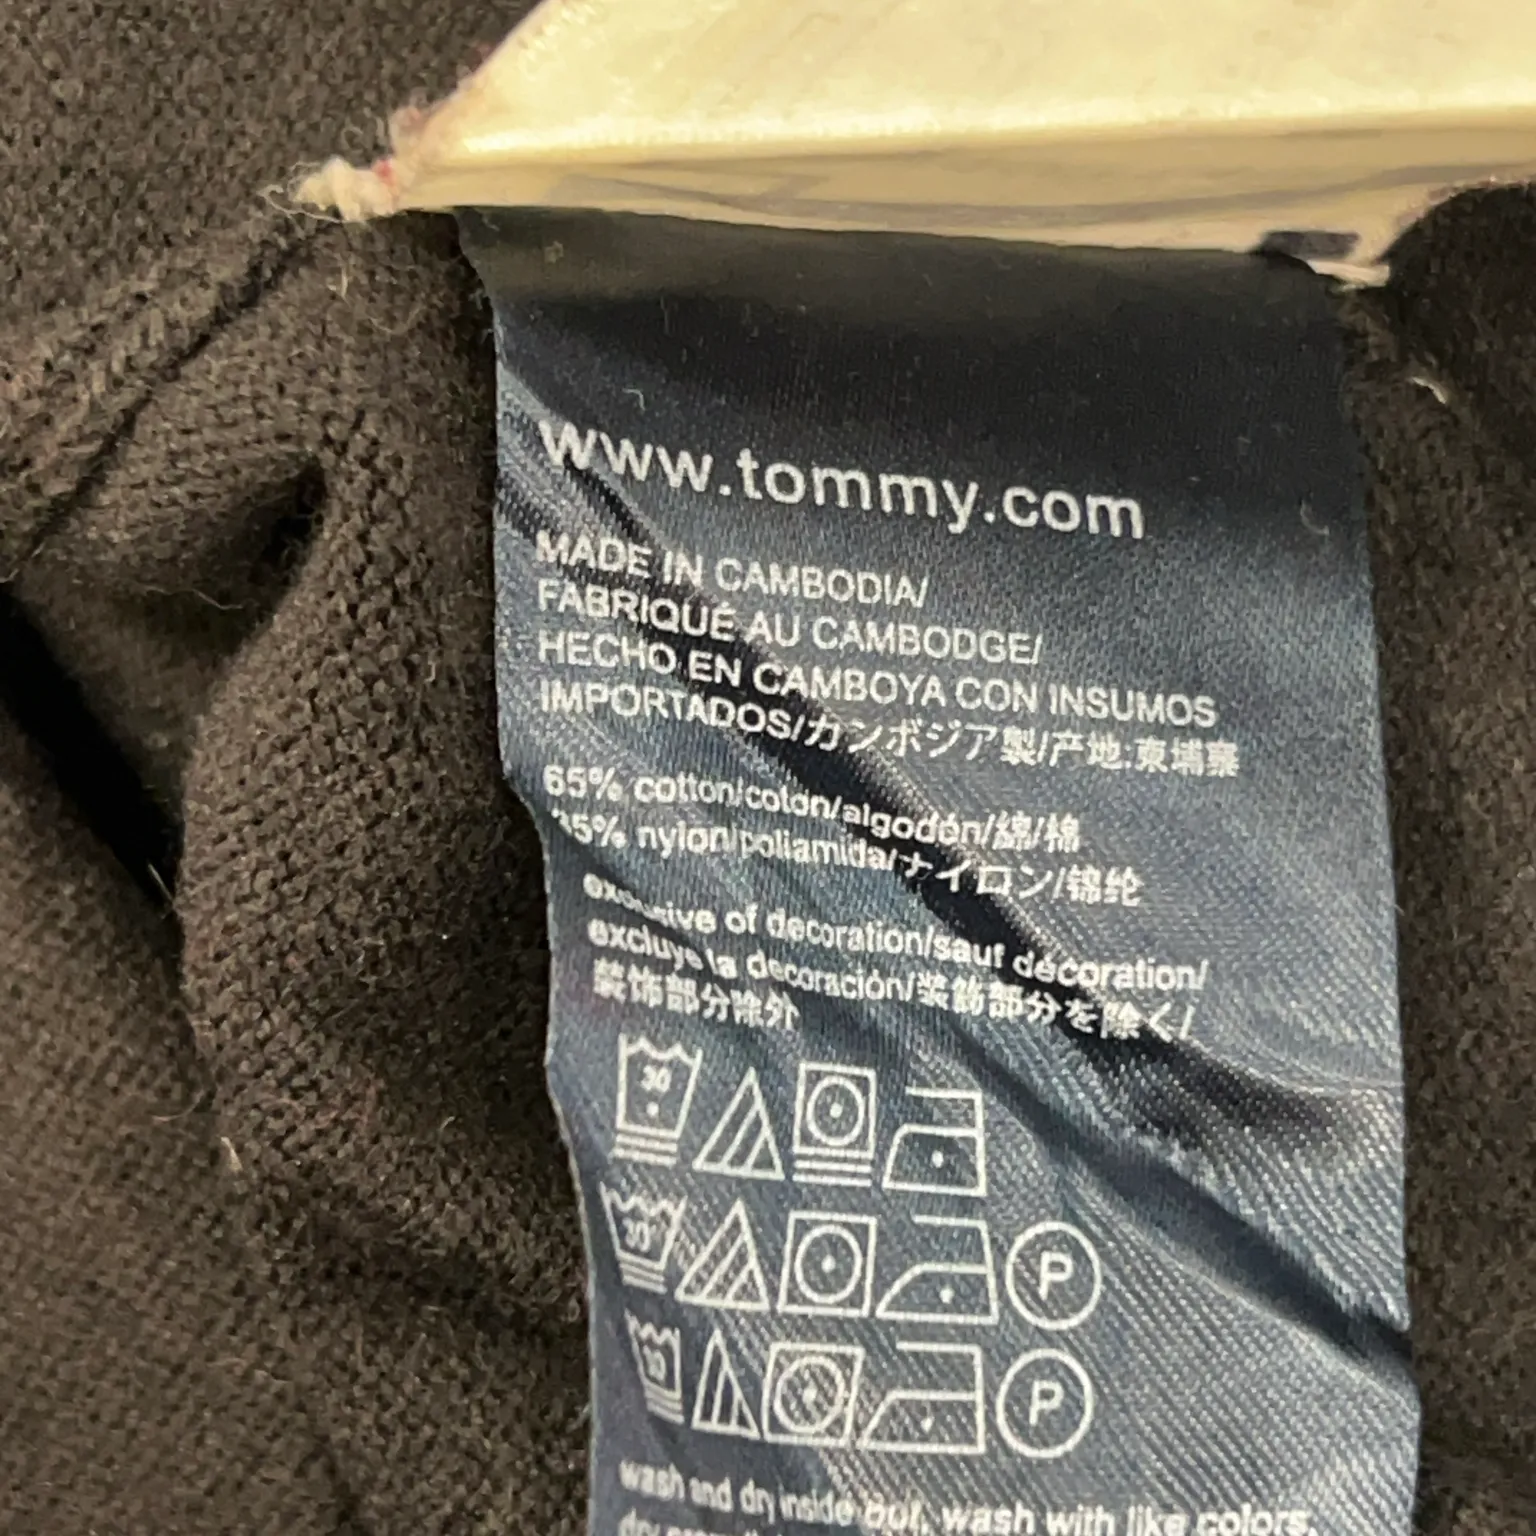 www.tommy.com
MADE IN CAMBODIA/
FABRIQUÉ AU CAMBODGE/
HECHO EN CAMBOYA CON INSUMOS
IMPORTADOS/カンボジア製/产地:柬埔寨
65% cotton/coton/algodón/綿/棉
35% nylon/poliamida/ナイロン/锦纶
exclusive of decoration/sauf décoration/
excluye la decoración/装飾部分を除く/
装饰部分除外
30
30 P
30 P
wash and dry inside out, wash with like colors,